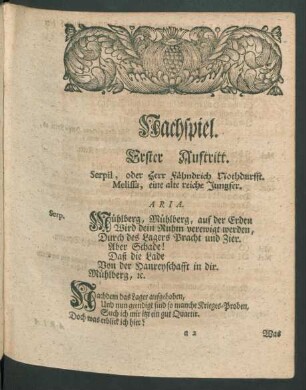 Nachspiel.
Erster Aufftritt.
Serpil, oder Herr Fähndrich Nothdurfft.
Melissa, eine alte reiche Jungfer.
ARIA.
Serp. Mühlberg, Mühlberg, auf der Erden
Wird dein Ruhm verewigt werden,
Durch des Lagers Pracht und Zier.
Aber Schade!
Daß die Lade
Von der Hanreyschafft in dir.
Mühlberg, ꝛc.
Nachdem das Lager aufgehoben,
Und nun geendigt sind so manche Krieges-Proben,
Such ich mir itzt ein gut Quartir.
Doch was erblick ich hier?
a 2
Was